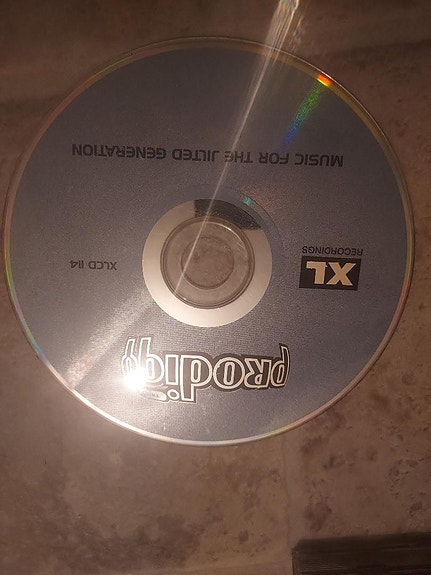 prodigy
XL
RECORDINGS
XLCD 114
MUSIC FOR THE JILTED GENERATION